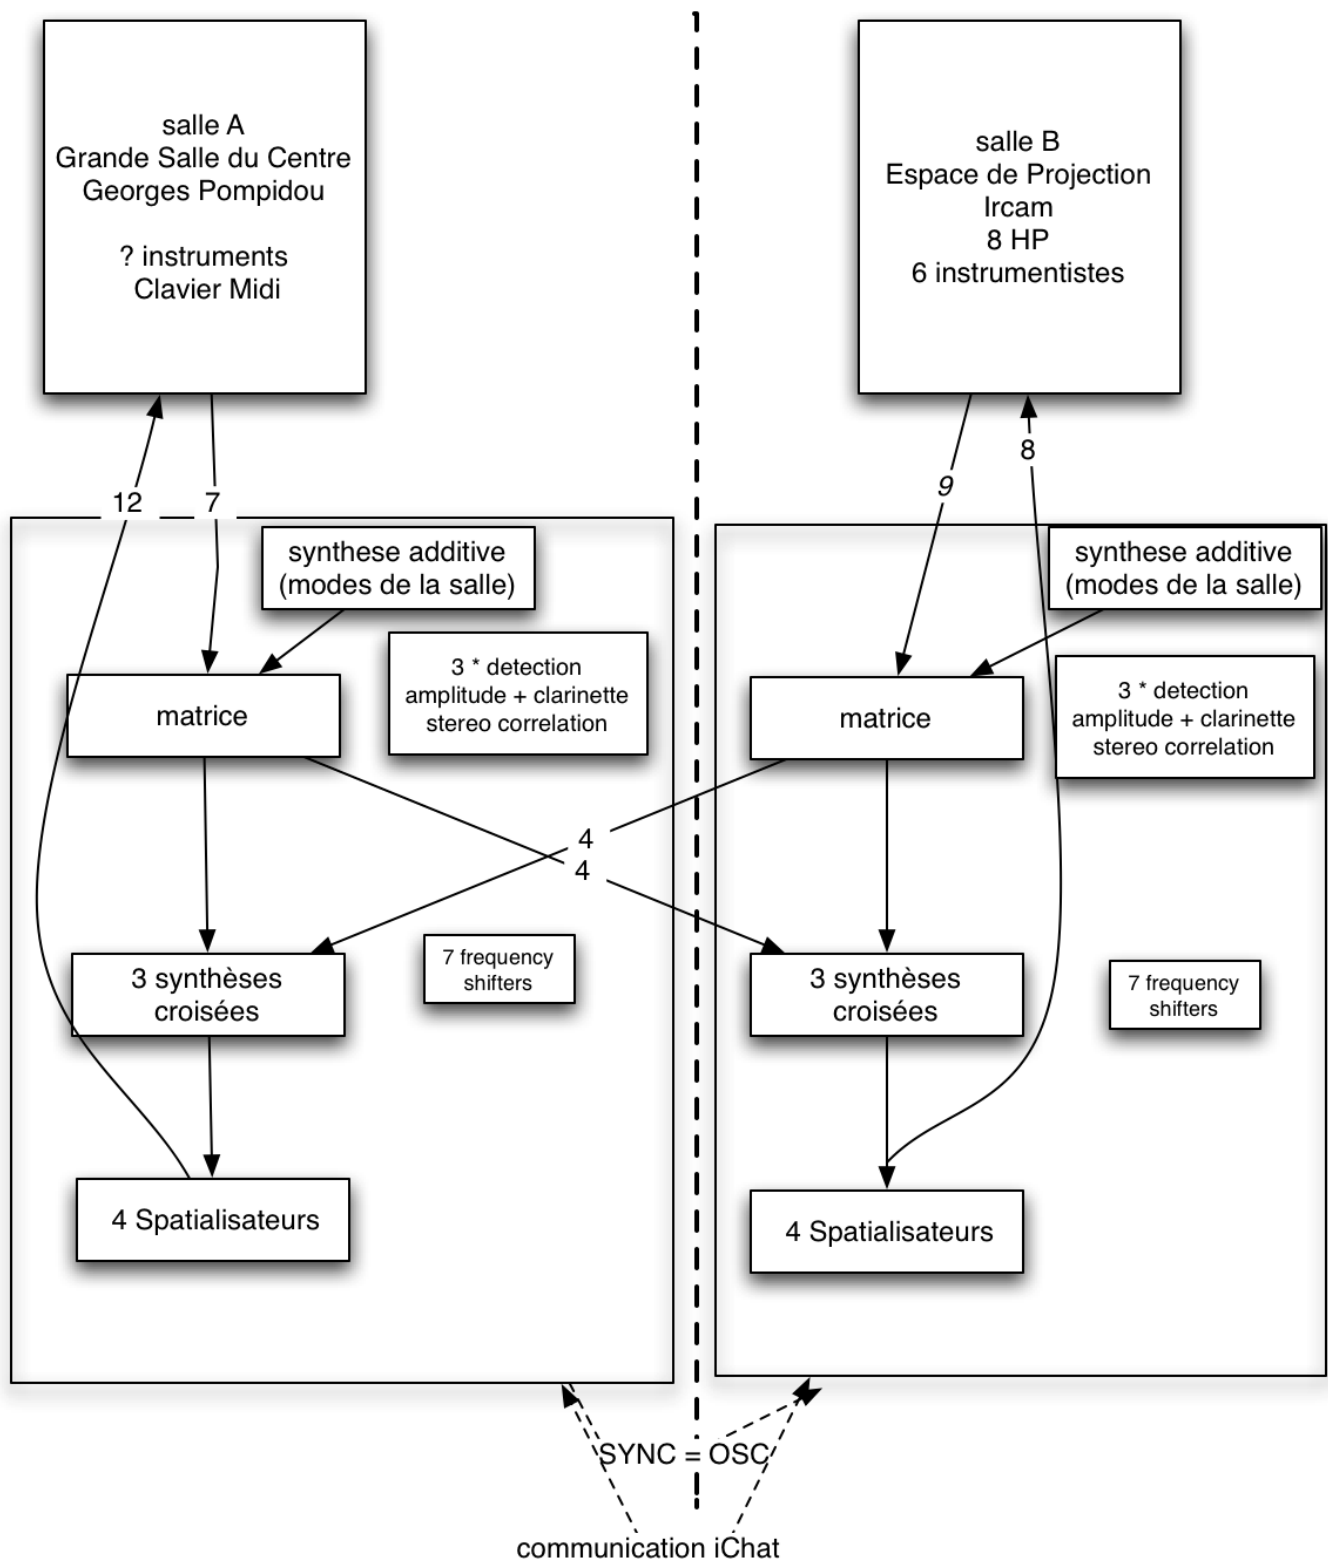 salle A
Grande Salle du Centre
Georges Pompidou
? instruments
Clavier Midi
salle B
Espace de Projection
Ircam
8 HP
6 instrumentistes
12
7
9
8
synthese additive
(modes de la salle)
3 * detection
amplitude + clarinette
stereo correlation
matrice
synthese additive
(modes de la salle)
3 * detection
amplitude + clarinette
stereo correlation
matrice
4
4
3 synthèses
croisées
7 frequency
shifters
3 synthèses
croisées
7 frequency
shifters
4 Spatialisateurs
4 Spatialisateurs
SYNC = OSC
communication iChat